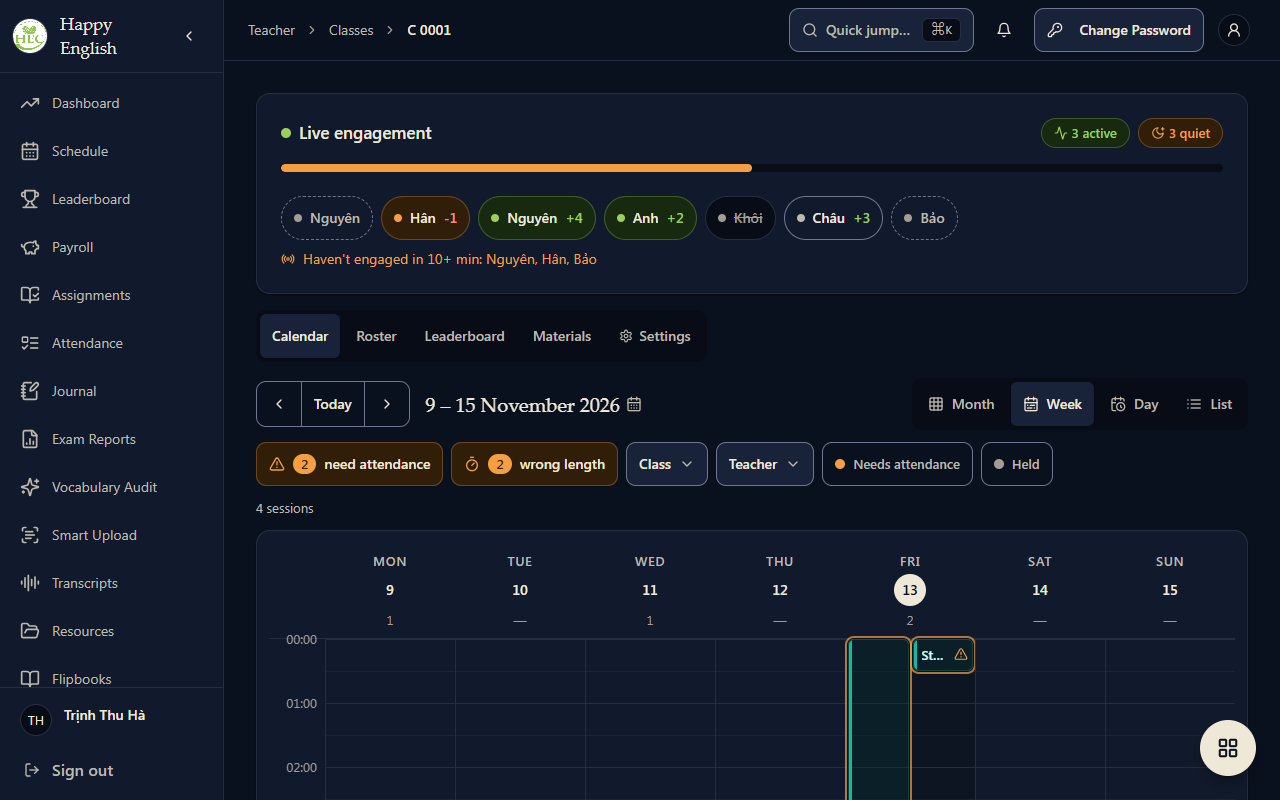 HEC
Happy English
Dashboard
Schedule
Leaderboard
Payroll
Assignments
Attendance
Journal
Exam Reports
Vocabulary Audit
Smart Upload
Transcripts
Resources
Flipbooks
TH Trịnh Thu Hà
Sign out
Teacher > Classes > C 0001
Quick jump... ⌘K
Change Password
Live engagement
3 active
3 quiet
Nguyên
Hân -1
Nguyên +4
Anh +2
Khôi
Châu +3
Bảo
Haven't engaged in 10+ min: Nguyên, Hân, Bảo
Calendar Roster Leaderboard Materials Settings
Today
9 – 15 November 2026
Month Week Day List
2 need attendance
2 wrong length
Class
Teacher
Needs attendance
Held
4 sessions
MON TUE WED THU FRI SAT SUN
9 10 11 12 13 14 15
1 — 1 — 2 — —
00:00
St...
01:00
02:00